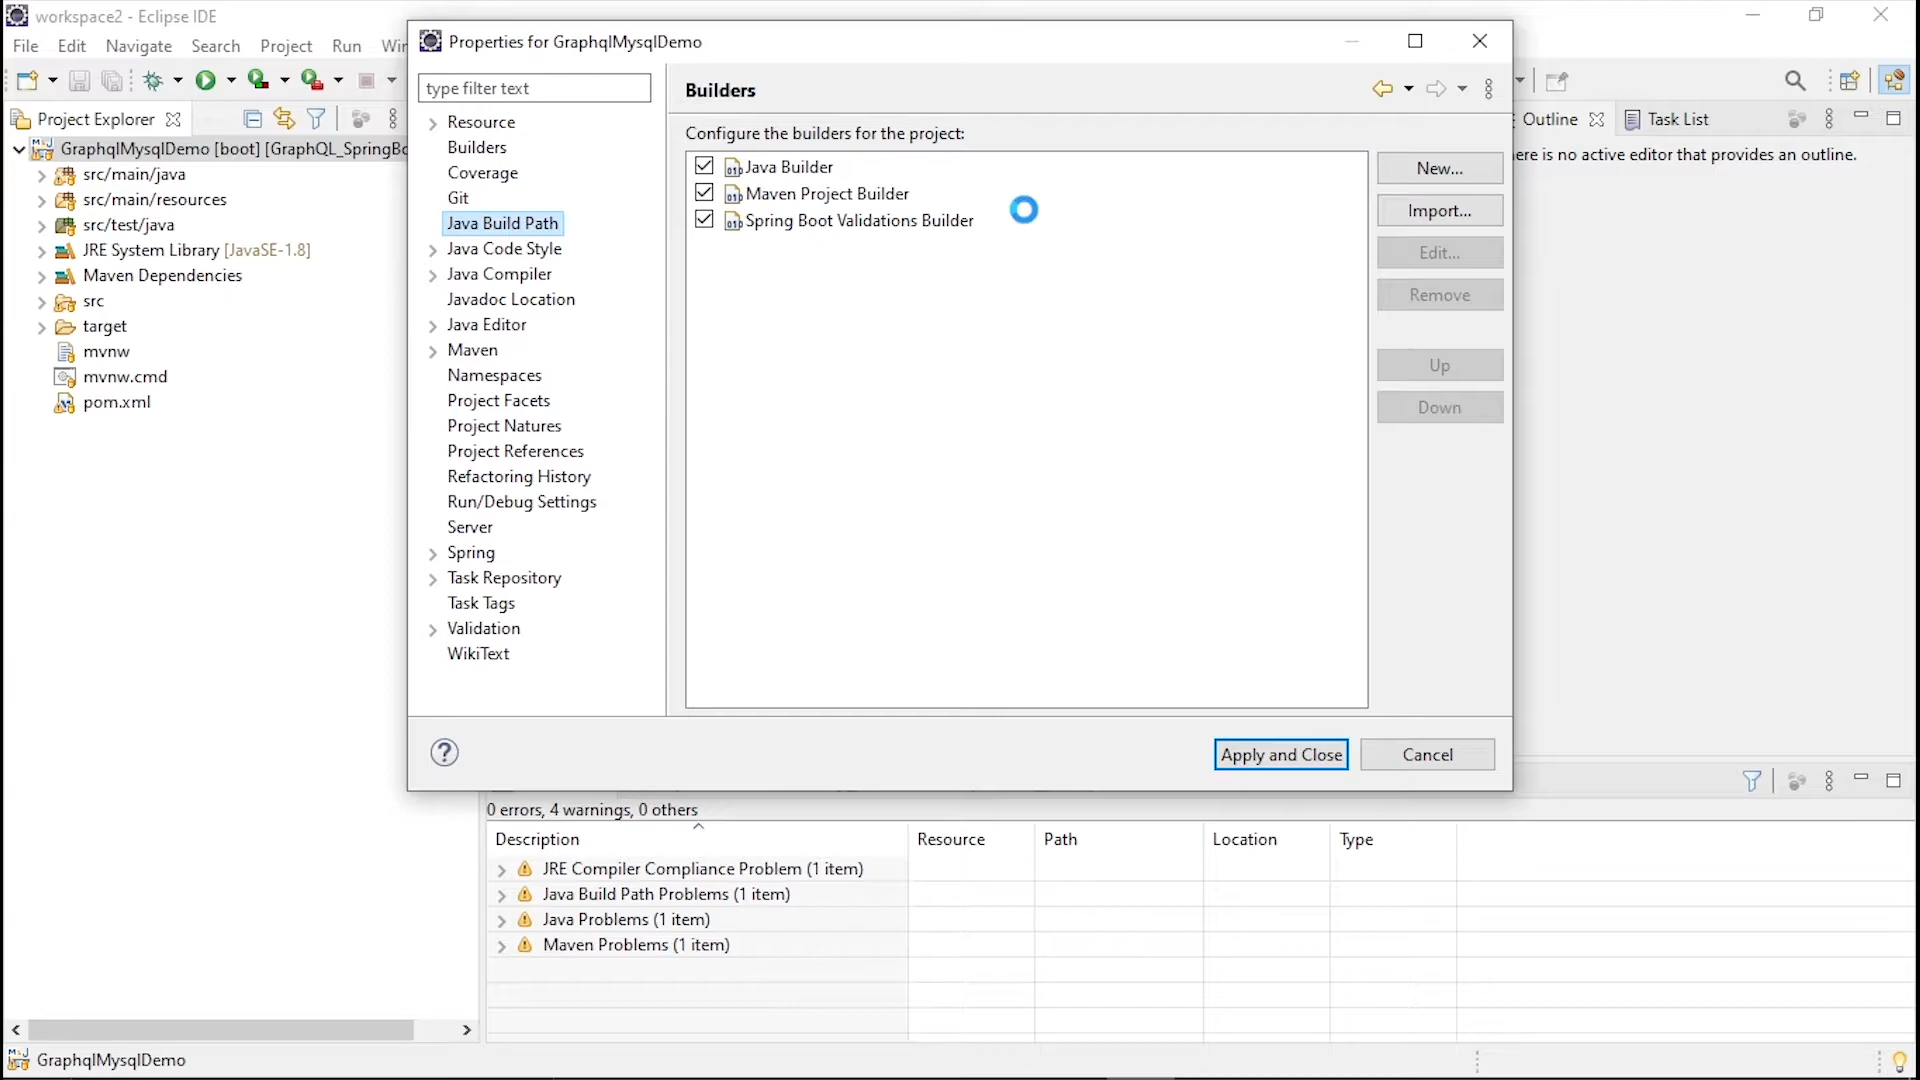 workspace2 - Eclipse IDE
File Edit Navigate Search Project Run
Project Explorer
GraphqlMysqlDemo [boot] [GraphQL_SpringBo
src/main/java
src/main/resources
src/test/java
JRE System Library [JavaSE-1.8]
Maven Dependencies
src
target
mvnw
mvnw.cmd
pom.xml
Properties for GraphqlMysqlDemo
type filter text
Resource
Builders
Coverage
Git
Java Build Path
Java Code Style
Java Compiler
Javadoc Location
Java Editor
Maven
Namespaces
Project Facets
Project Natures
Project References
Refactoring History
Run/Debug Settings
Server
Spring
Task Repository
Task Tags
Validation
WikiText
Builders
Configure the builders for the project:
Java Builder
Maven Project Builder
Spring Boot Validations Builder
New...
Import...
Edit...
Remove
Up
Down
Apply and Close
Cancel
Outline
Task List
ere is no active editor that provides an outline.
0 errors, 4 warnings, 0 others
Description Resource Path Location Type
JRE Compiler Compliance Problem (1 item)
Java Build Path Problems (1 item)
Java Problems (1 item)
Maven Problems (1 item)
GraphqlMysqlDemo